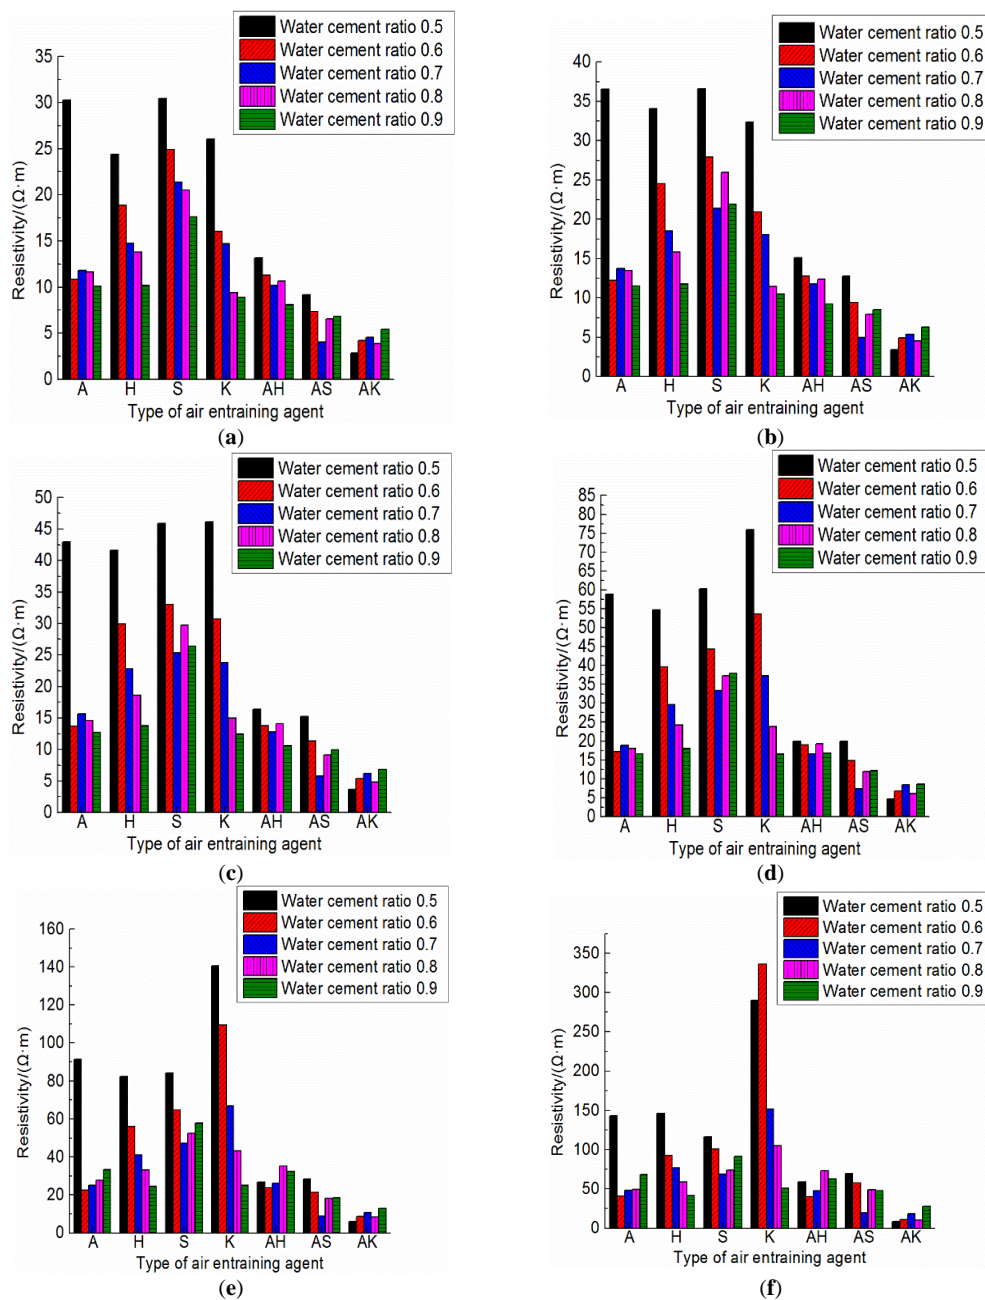 Water cement ratio 0.5
Water cement ratio 0.6
Water cement ratio 0.7
Water cement ratio 0.8
Water cement ratio 0.9
Resistivity/(Ω·m)
35
30
25
20
15
10
5
0
A H S K AH AS AK
Type of air entraining agent
(a)
Water cement ratio 0.5
Water cement ratio 0.6
Water cement ratio 0.7
Water cement ratio 0.8
Water cement ratio 0.9
Resistivity/(Ω·m)
40
35
30
25
20
15
10
5
0
A H S K AH AS AK
Type of air entraining agent
(b)
Water cement ratio 0.5
Water cement ratio 0.6
Water cement ratio 0.7
Water cement ratio 0.8
Water cement ratio 0.9
Resistivity/(Ω·m)
50
45
40
35
30
25
20
15
10
5
0
A H S K AH AS AK
Type of air entraining agent
(c)
Water cement ratio 0.5
Water cement ratio 0.6
Water cement ratio 0.7
Water cement ratio 0.8
Water cement ratio 0.9
Resistivity/(Ω·m)
85
80
75
70
65
60
55
50
45
40
35
30
25
20
15
10
5
0
A H S K AH AS AK
Type of air entraining agent
(d)
Water cement ratio 0.5
Water cement ratio 0.6
Water cement ratio 0.7
Water cement ratio 0.8
Water cement ratio 0.9
Resistivity/(Ω·m)
160
140
120
100
80
60
40
20
0
A H S K AH AS AK
Type of air entraining agent
(e)
Water cement ratio 0.5
Water cement ratio 0.6
Water cement ratio 0.7
Water cement ratio 0.8
Water cement ratio 0.9
Resistivity/(Ω·m)
350
300
250
200
150
100
50
0
A H S K AH AS AK
Type of air entraining agent
(f)